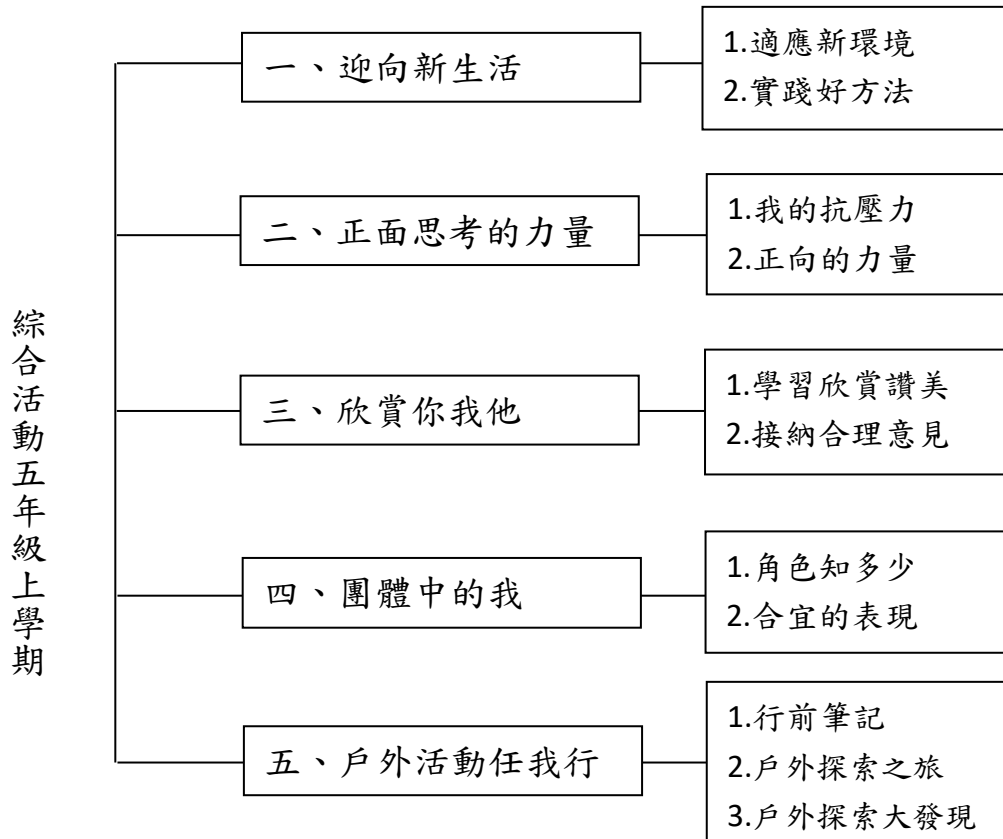 綜合活動五年級上學期
一、迎向新生活
1.適應新環境
2.實踐好方法
二、正面思考的力量
1.我的抗壓力
2.正向的力量
三、欣賞你我他
1.學習欣賞讚美
2.接納合理意見
四、團體中的我
1.角色知多少
2.合宜的表現
五、戶外活動任我行
1.行前筆記
2.戶外探索之旅
3.戶外探索大發現